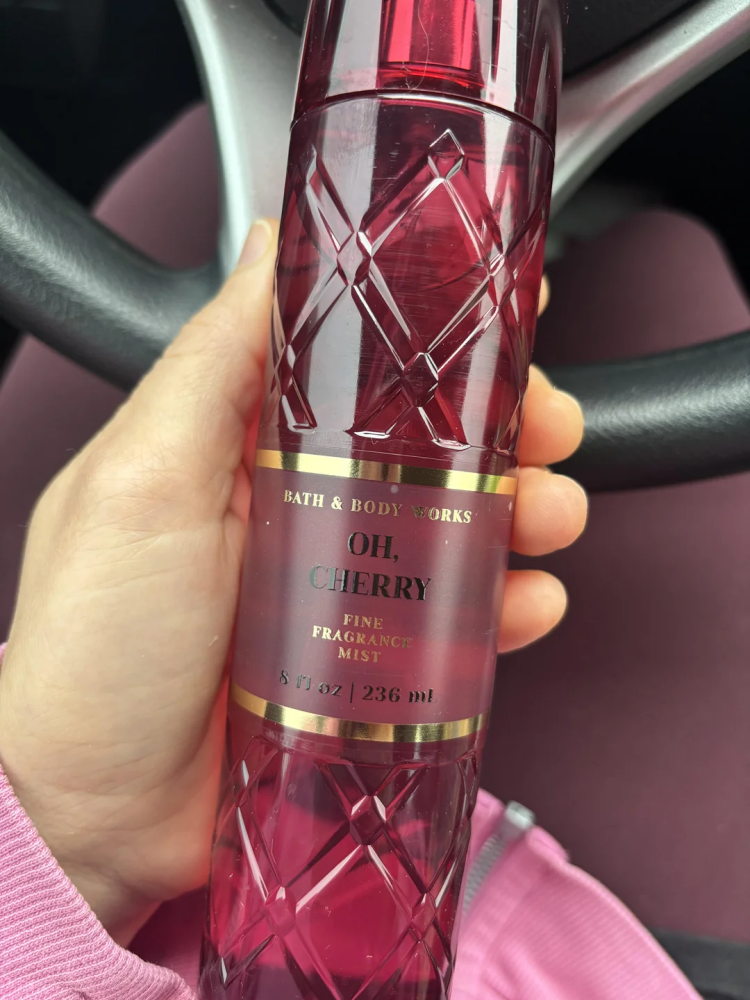 BATH & BODY WORKS
OH,
CHERRY
FINE
FRAGRANCE
MIST
8 fl oz | 236 mL